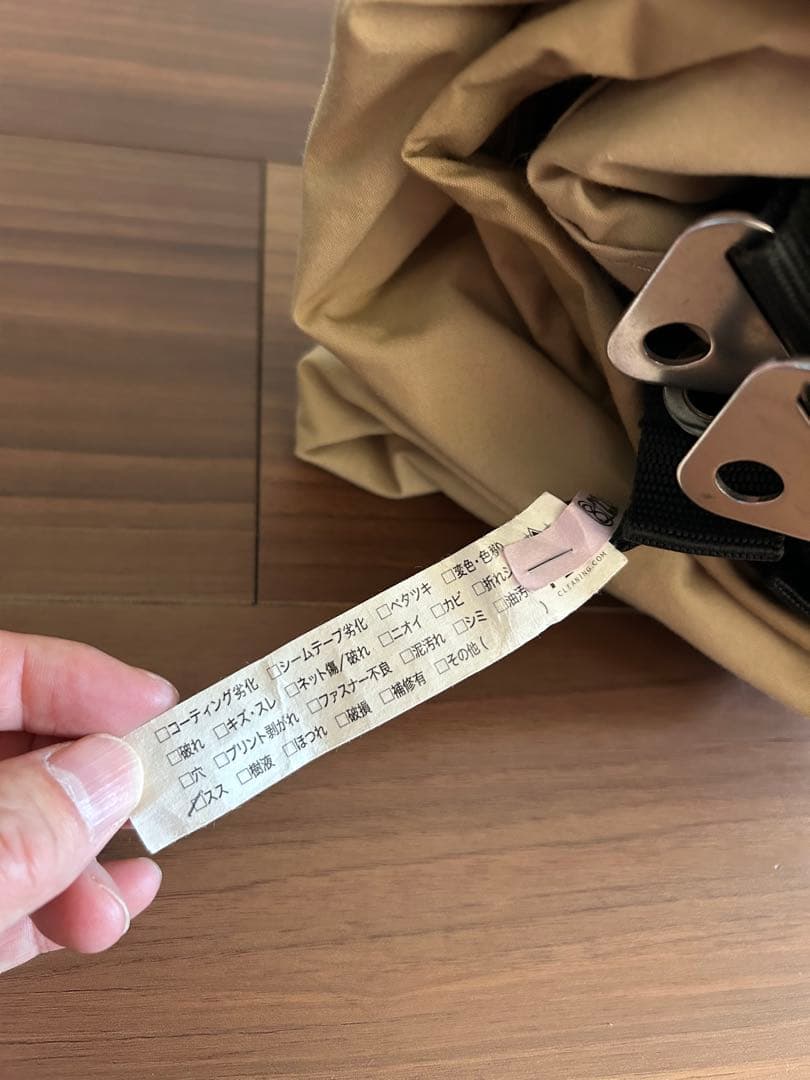 □コーティング劣化 □シームテープ劣化 □ベタツキ □変色・色移り
□破れ □キズ・スレ □ネット傷/破れ □ニオイ □カビ □折れシ
□穴 □プリント剥がれ □ファスナー不良 □泥汚れ □シミ □油汚
□スス □樹液 □ほつれ □破損 □補修有 □その他( )
CLEANING.COM